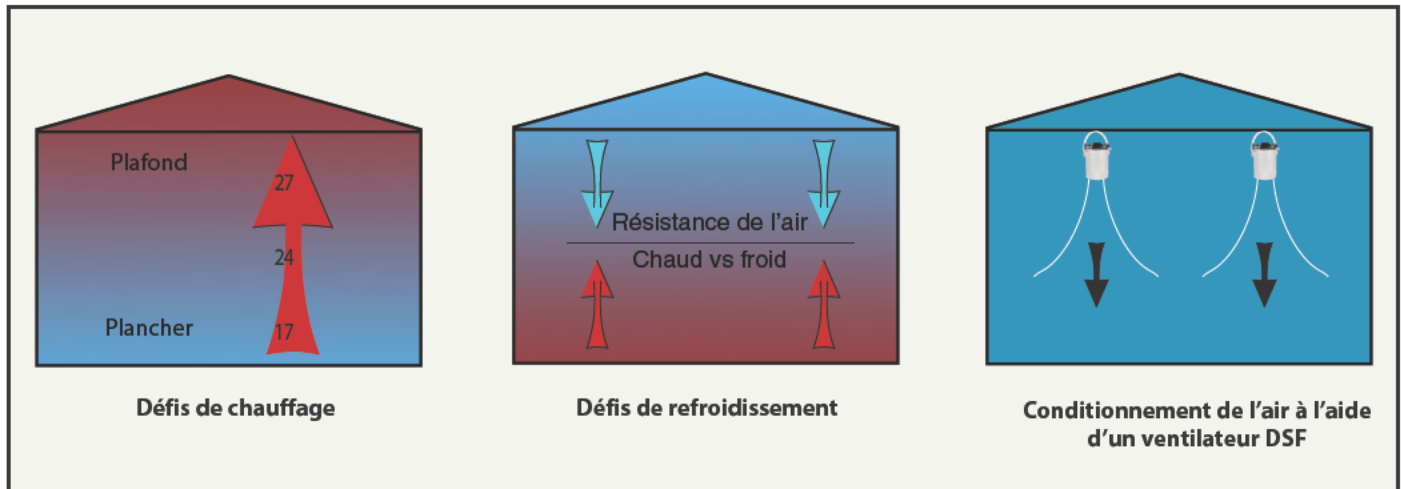 Plafond
27
24
Plancher
17
Défis de chauffage
Résistance de l'air
Chaud vs froid
Défis de refroidissement
Conditionnement de l'air à l'aide
d'un ventilateur DSF